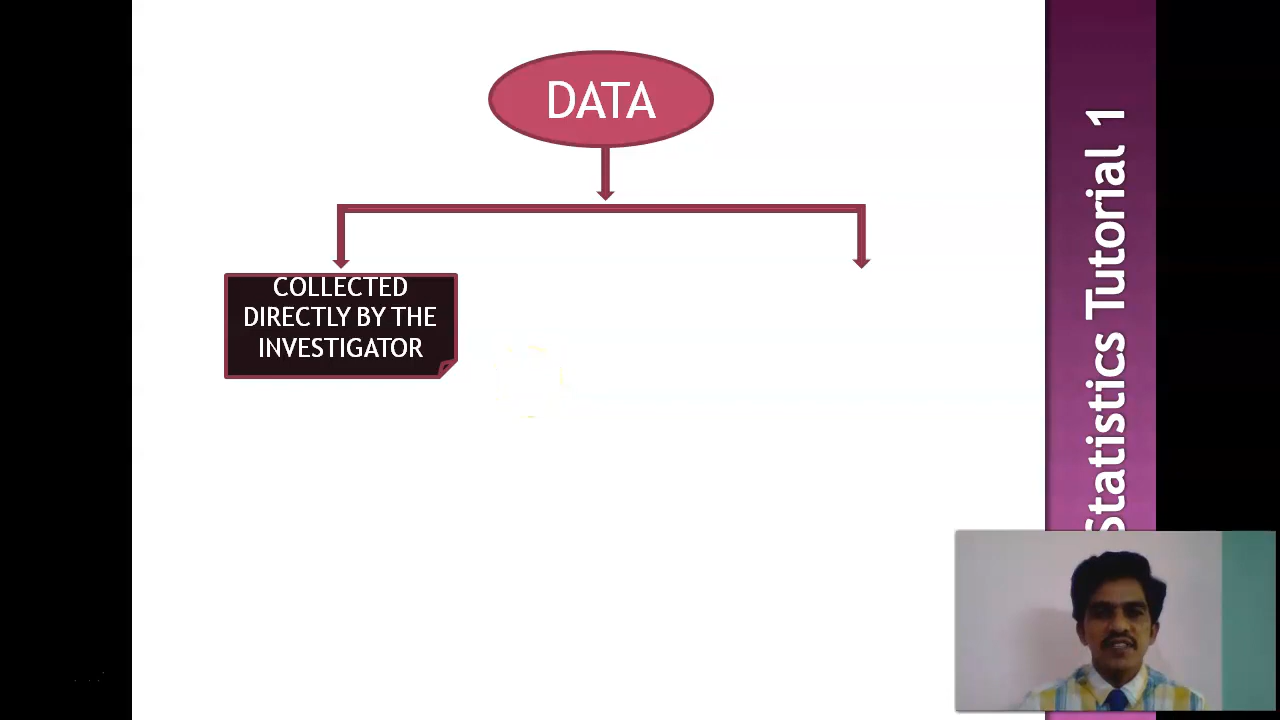 DATA
COLLECTED
DIRECTLY BY THE
INVESTIGATOR
Statistics Tutorial 1